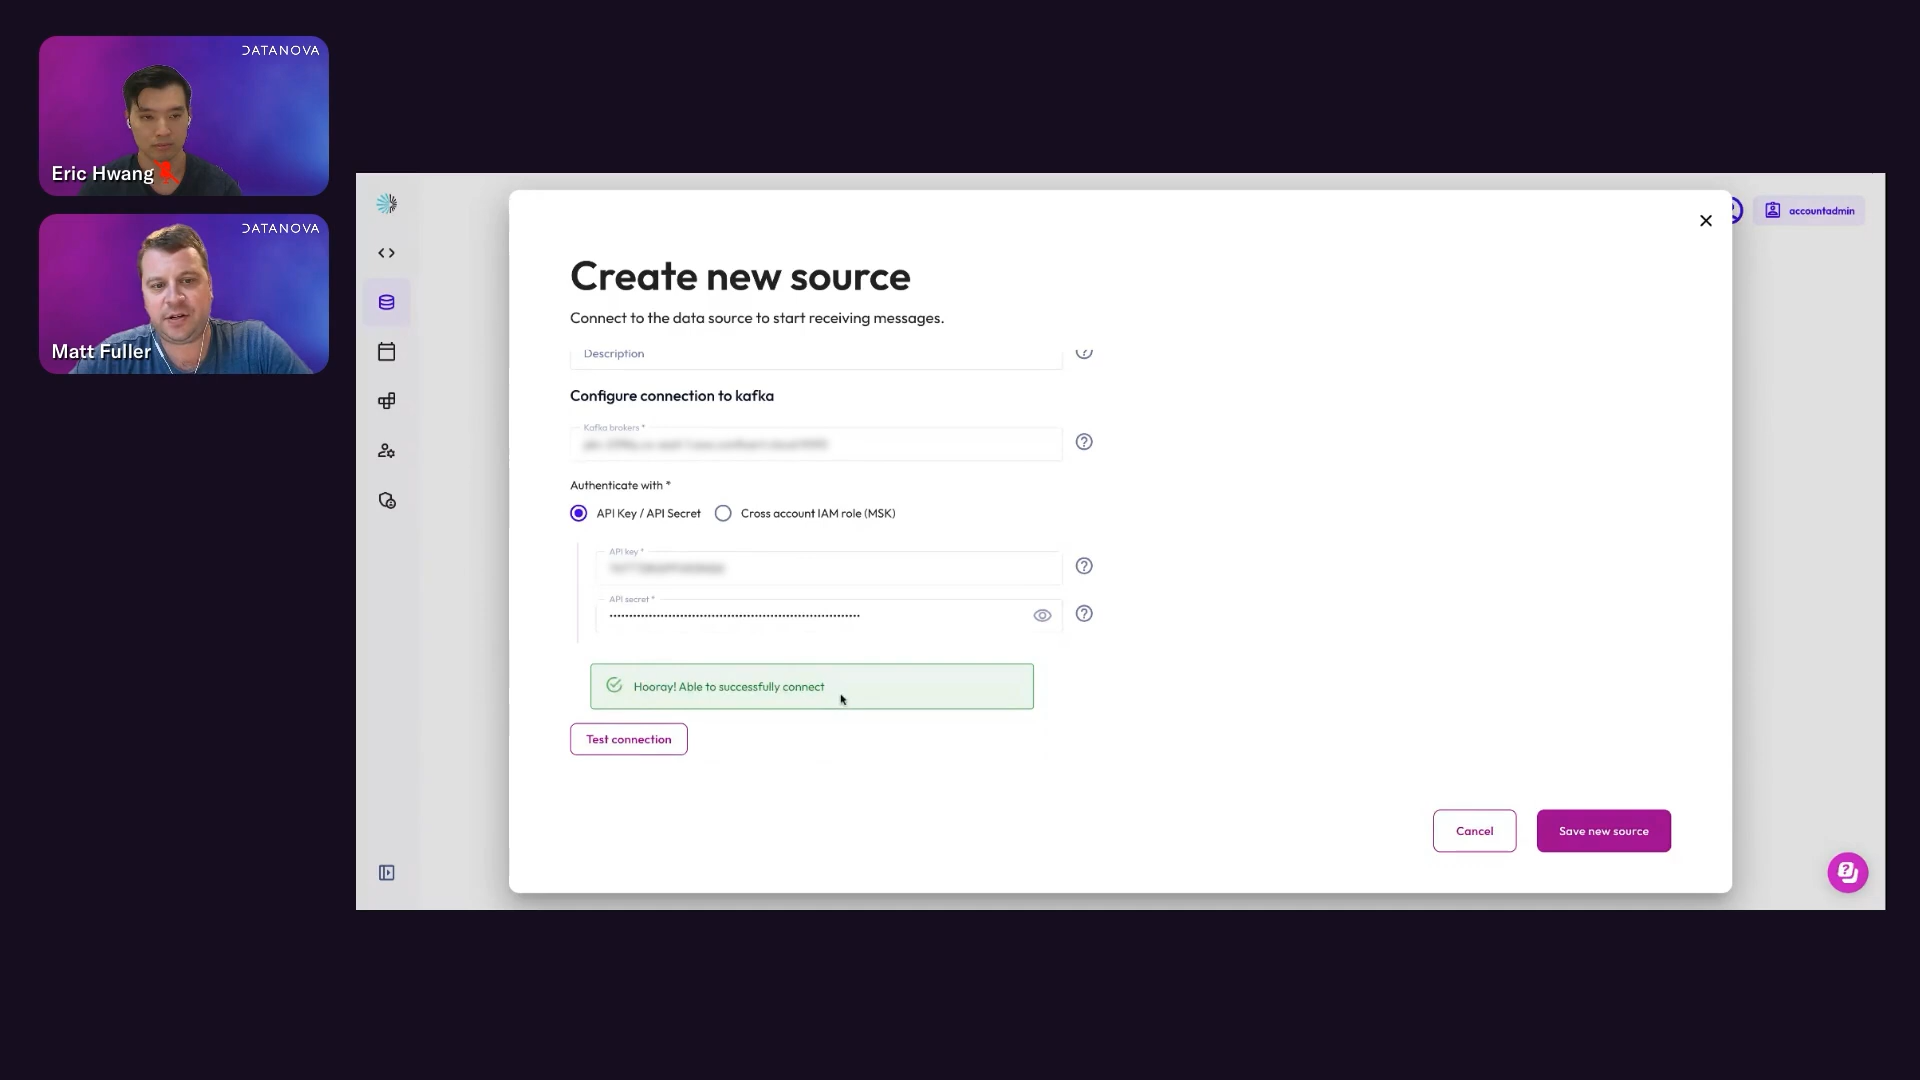 DATANOVA
Eric Hwang
DATANOVA
Matt Fuller
accountadmin
Create new source
Connect to the data source to start receiving messages.
Description
Configure connection to kafka
Kafka brokers *
Authenticate with *
API Key / API Secret
Cross account IAM role (MSK)
API key *
API secret *
Hooray! Able to successfully connect
Test connection
Cancel
Save new source